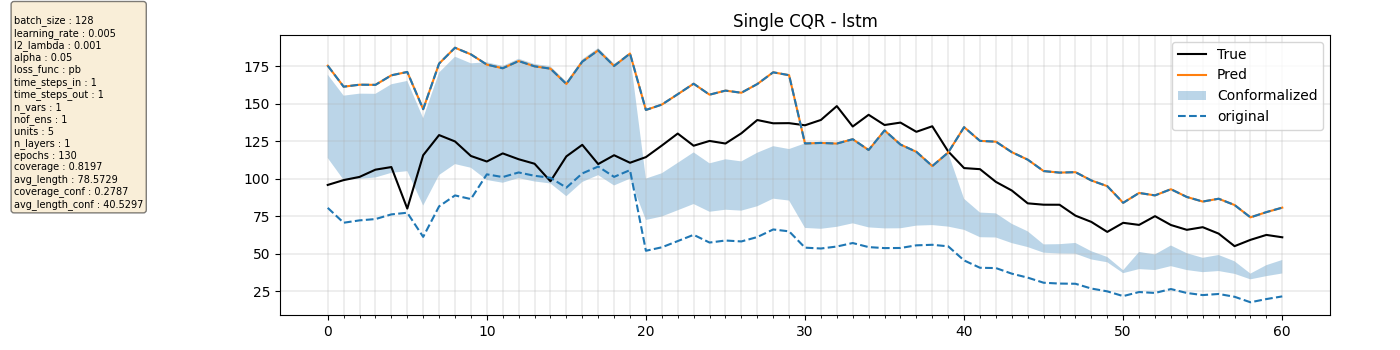 Single CQR - lstm
batch_size : 128
learning_rate : 0.005
l2_lambda : 0.001
alpha : 0.05
loss_func : pb
time_steps_in : 1
time_steps_out : 1
n_vars : 1
nof_ens : 1
units : 5
n_layers : 1
epochs : 130
coverage : 0.8197
avg_length : 78.5729
coverage_conf : 0.2787
avg_length_conf : 40.5297
True
Pred
Conformalized
original
175
150
125
100
75
50
25
0 10 20 30 40 50 60